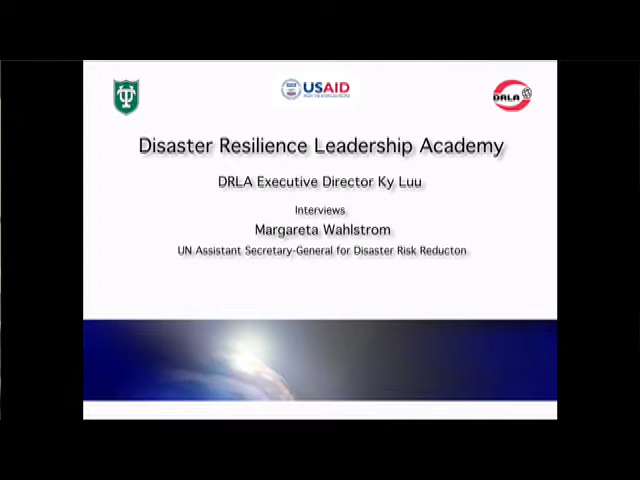 USAID
DRLA
Disaster Resilience Leadership Academy
DRLA Executive Director Ky Luu
Interviews
Margareta Wahlstrom
UN Assistant Secretary-General for Disaster Risk Reducton